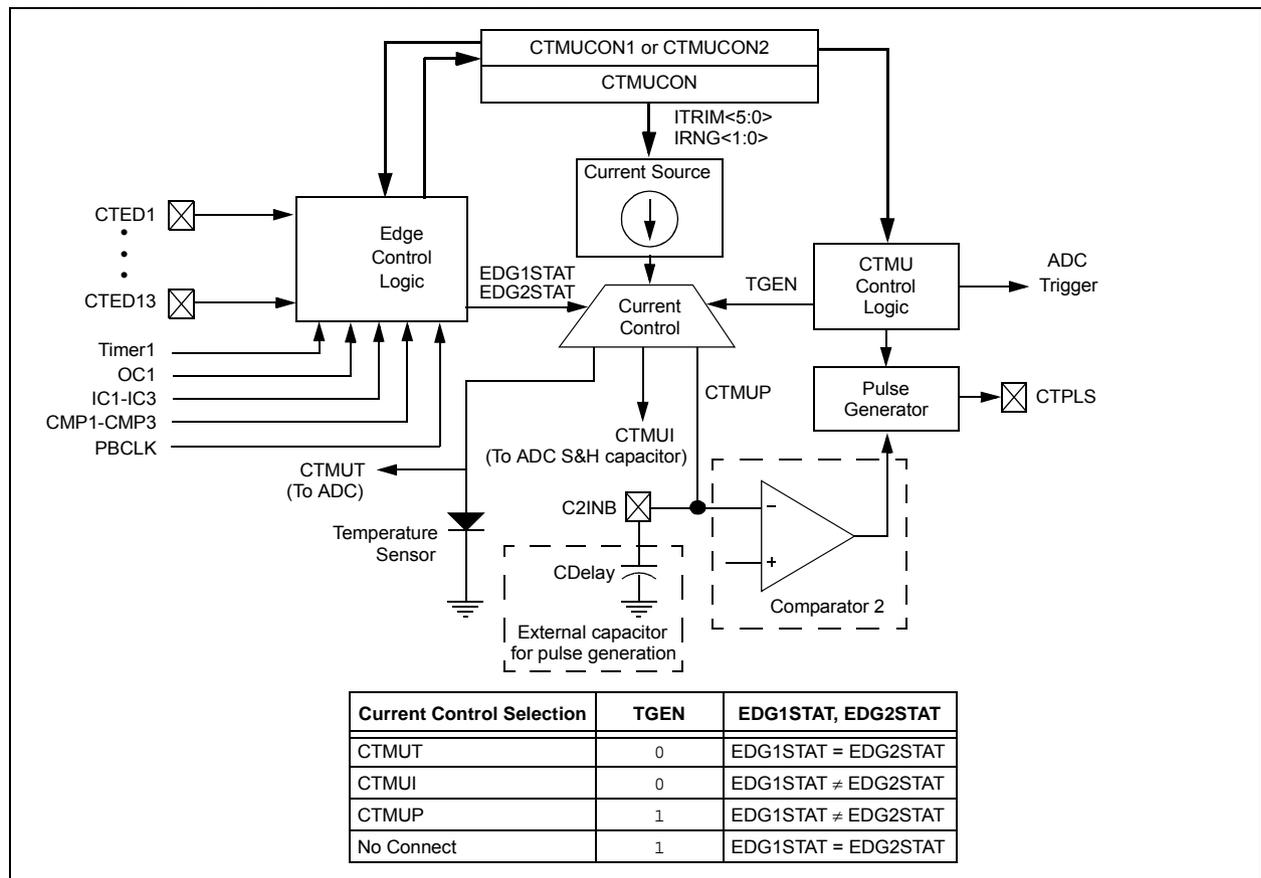 CTMUCON1 or CTMUCON2
CTMUCON
ITRIM<5:0>
IRNG<1:0>
Current Source
CTED1
CTED13
Edge
Control
Logic
EDG1STAT
EDG2STAT
Current
Control
TGEN
CTMU
Control
Logic
ADC
Trigger
Timer1
OC1
IC1-IC3
CMP1-CMP3
PBCLK
CTMUT
(To ADC)
CTMUI
(To ADC S&H capacitor)
CTMUP
Pulse
Generator
CTPLS
C2INB
Temperature
Sensor
CDelay
External capacitor
for pulse generation
−
+
Comparator 2
Current Control Selection TGEN EDG1STAT, EDG2STAT
CTMUT 0 EDG1STAT = EDG2STAT
CTMUI 0 EDG1STAT ≠ EDG2STAT
CTMUP 1 EDG1STAT ≠ EDG2STAT
No Connect 1 EDG1STAT = EDG2STAT